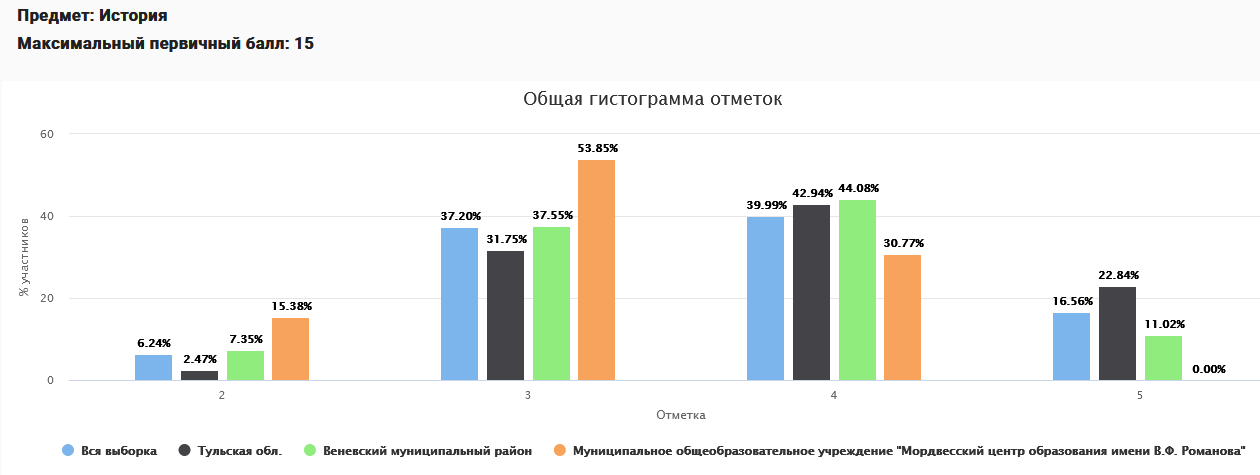 Предмет: История
Максимальный первичный балл: 15
Общая гистограмма отметок
% участников
60
40
20
0
6.24%
2.47%
7.35%
15.38%
37.20%
31.75%
37.55%
53.85%
39.99%
42.94%
44.08%
30.77%
16.56%
22.84%
11.02%
0.00%
2
3
4
5
Отметка
Вся выборка
Тульская обл.
Веневский муниципальный район
Муниципальное общеобразовательное учреждение "Мордвесский центр образования имени В.Ф. Романова"